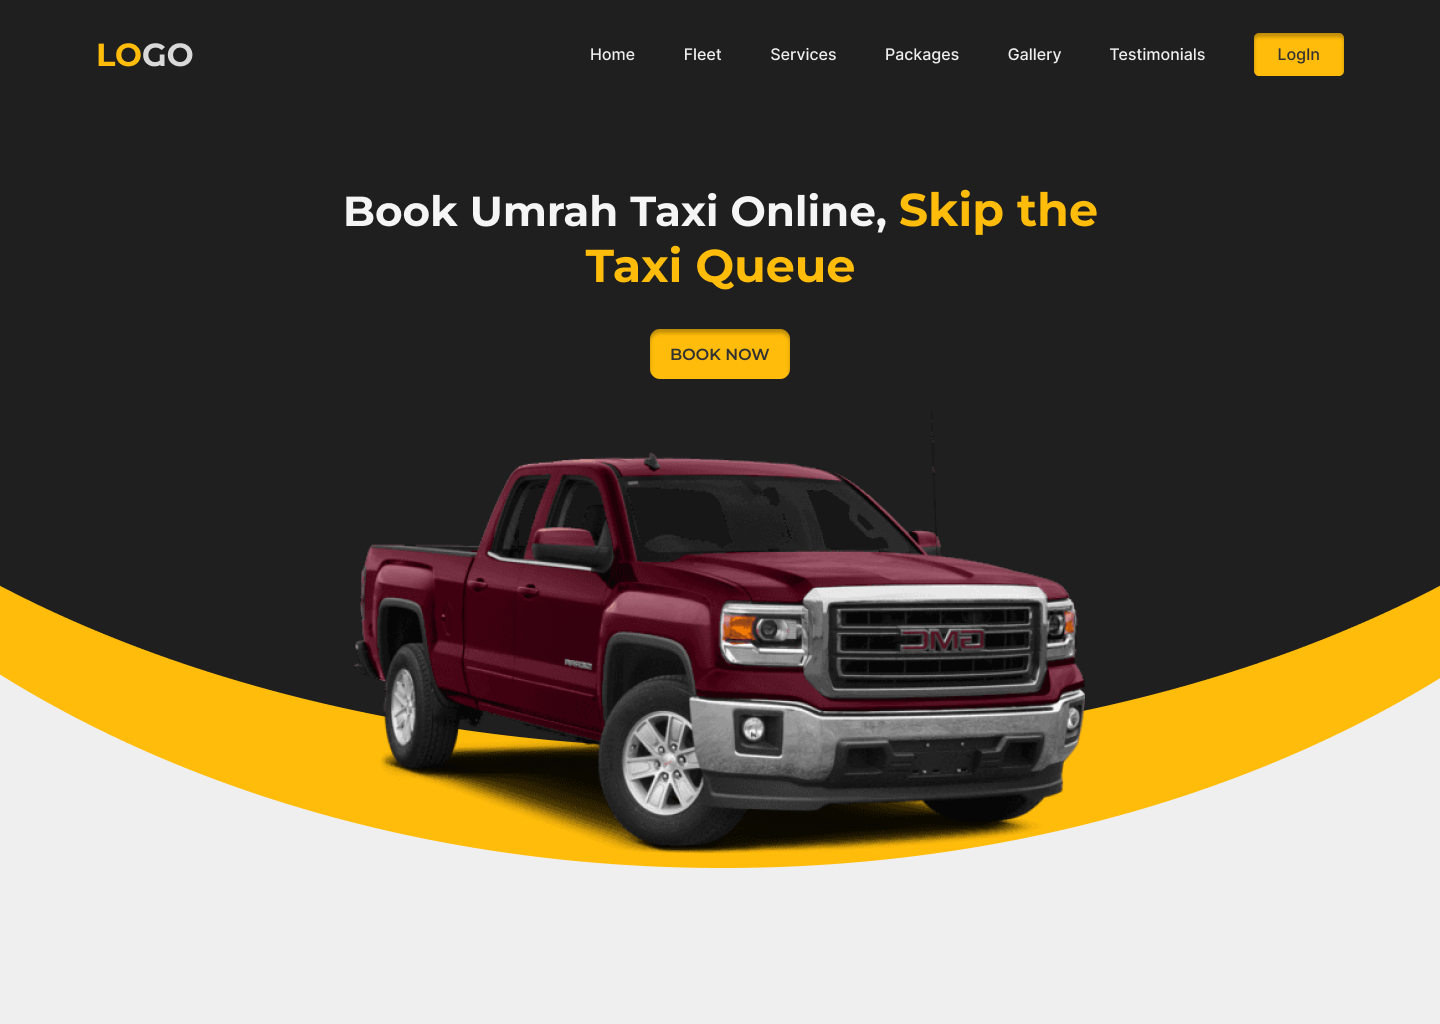 LOGO
Home Fleet Services Packages Gallery Testimonials LogIn
Book Umrah Taxi Online, Skip the
Taxi Queue
BOOK NOW
GMC